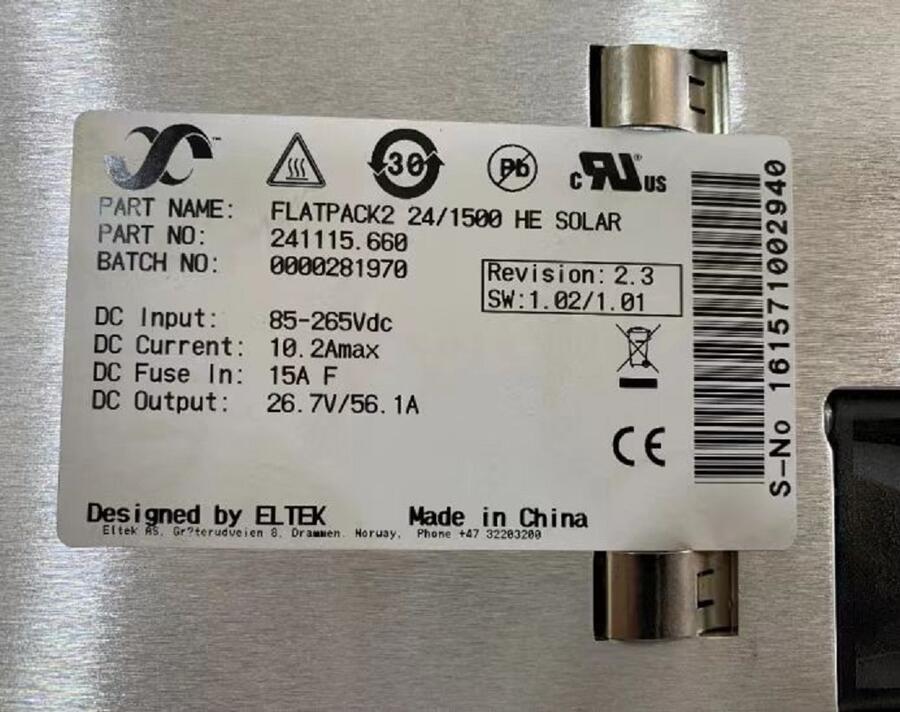 ™
30
Pb
c RU® US
PART NAME: FLATPACK2 24/1500 HE SOLAR
PART NO: 241115.660
BATCH NO: 0000281970
Revision: 2.3
SW:1.02/1.01
DC Input: 85-265Vdc
DC Current: 10.2Amax
DC Fuse In: 15A F
DC Output: 26.7V/56.1A
CE
Designed by ELTEK Made in China
Eltek AS, Gr?terudveien 8, Drammen, Norway, Phone +47 32203200
S-No 161571002940